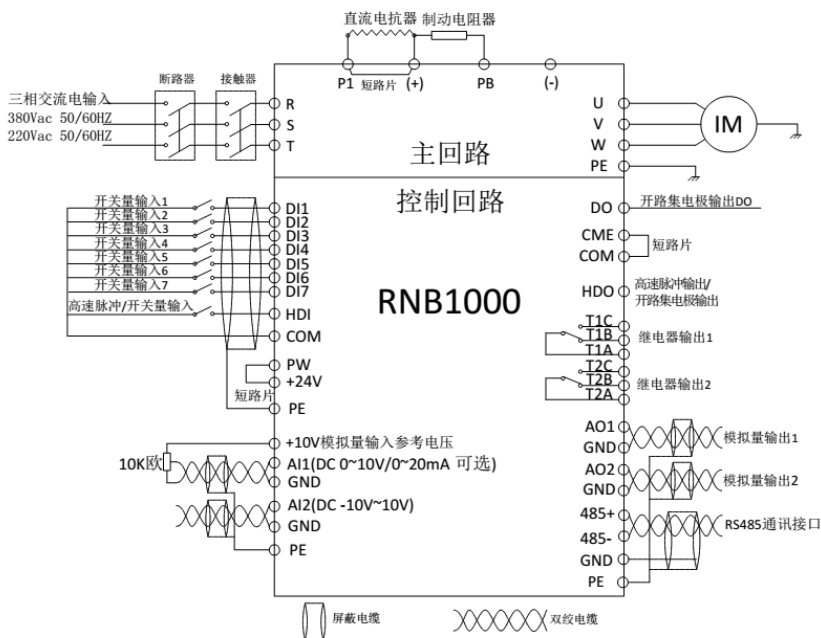 直流电抗器 制动电阻器
P1 短路片 (+) PB (-)
断路器 接触器
三相交流电输入
380Vac 50/60HZ
220Vac 50/60HZ
R
S
T
U
V
W
PE
IM
主回路
控制回路
RNB1000
开关量输入1 DI1
开关量输入2 DI2
开关量输入3 DI3
开关量输入4 DI4
开关量输入5 DI5
开关量输入6 DI6
开关量输入7 DI7
高速脉冲/开关量输入 HDI
COM
PW
+24V
短路片
PE
+10V模拟量输入参考电压
10K欧 AI1(DC 0~10V/0~20mA 可选)
GND
AI2(DC -10V~10V)
GND
PE
DO 开路集电极输出DO
CME
短路片
COM
HDO 高速脉冲输出/
开路集电极输出
T1C
T1B 继电器输出1
T1A
T2C
T2B 继电器输出2
T2A
AO1
模拟量输出1
GND
AO2
模拟量输出2
GND
485+
RS485通讯接口
485-
GND
PE
屏蔽电缆 双绞电缆